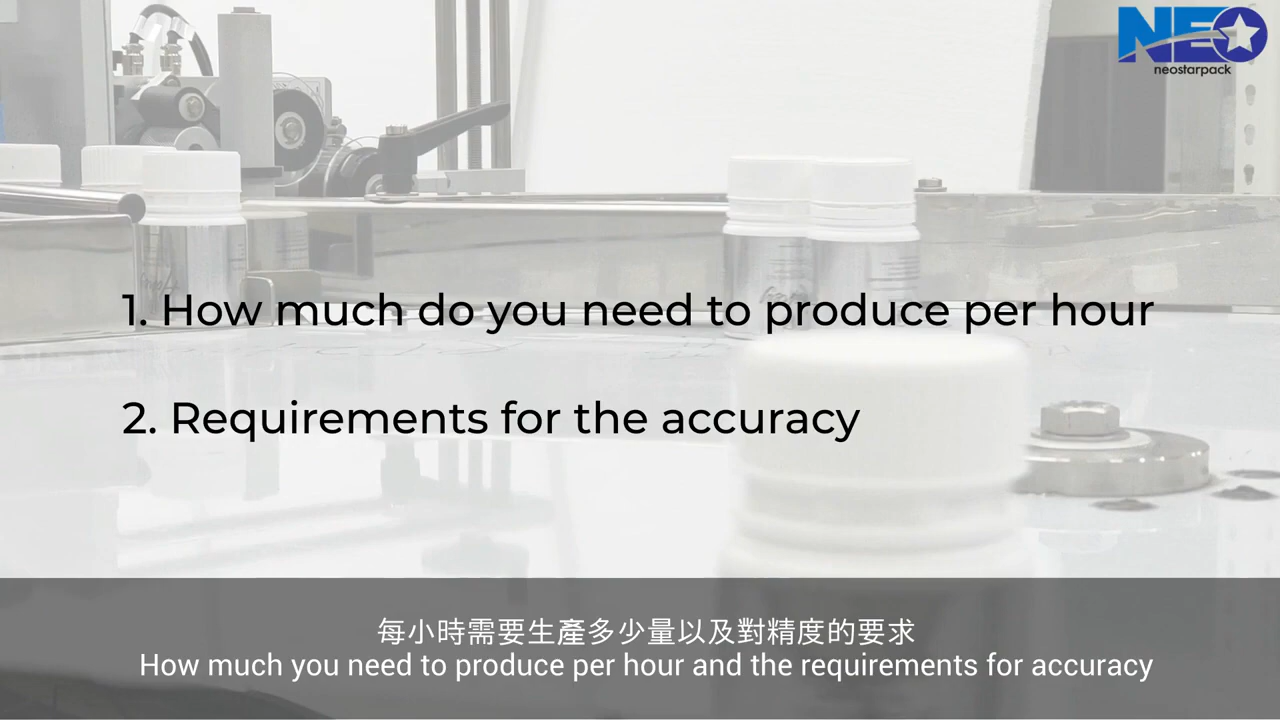 NEO
neostarpack
1. How much do you need to produce per hour
2. Requirements for the accuracy
每小時需要生產多少量以及對精度的要求
How much you need to produce per hour and the requirements for accuracy